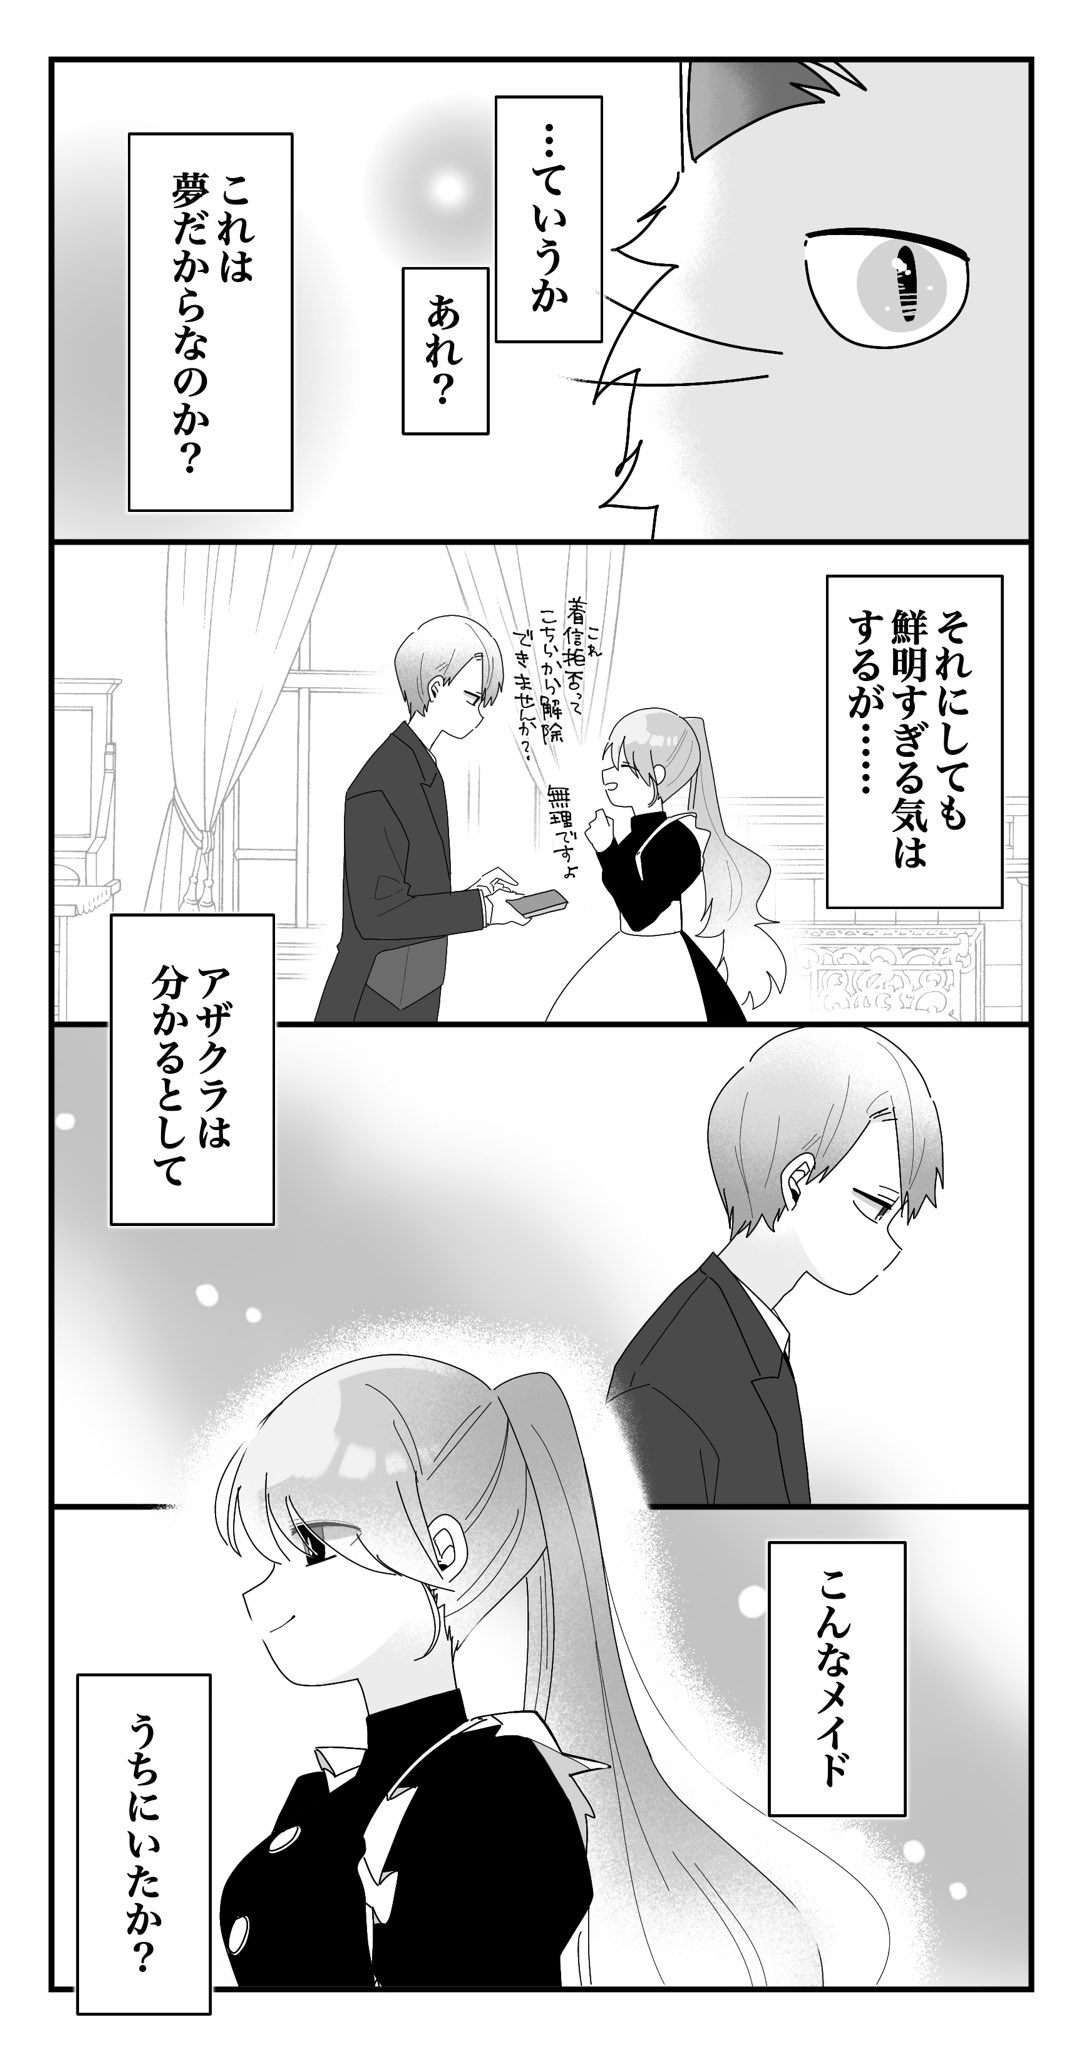 …ていうか
あれ？
これは
夢だからなのか？
それにしても
鮮明すぎる気は
するが……
これ
着信拒否って
こちらから解除
できませんか？
無理ですよ
アザクラは
分かるとして
こんなメイド
うちにいたか？